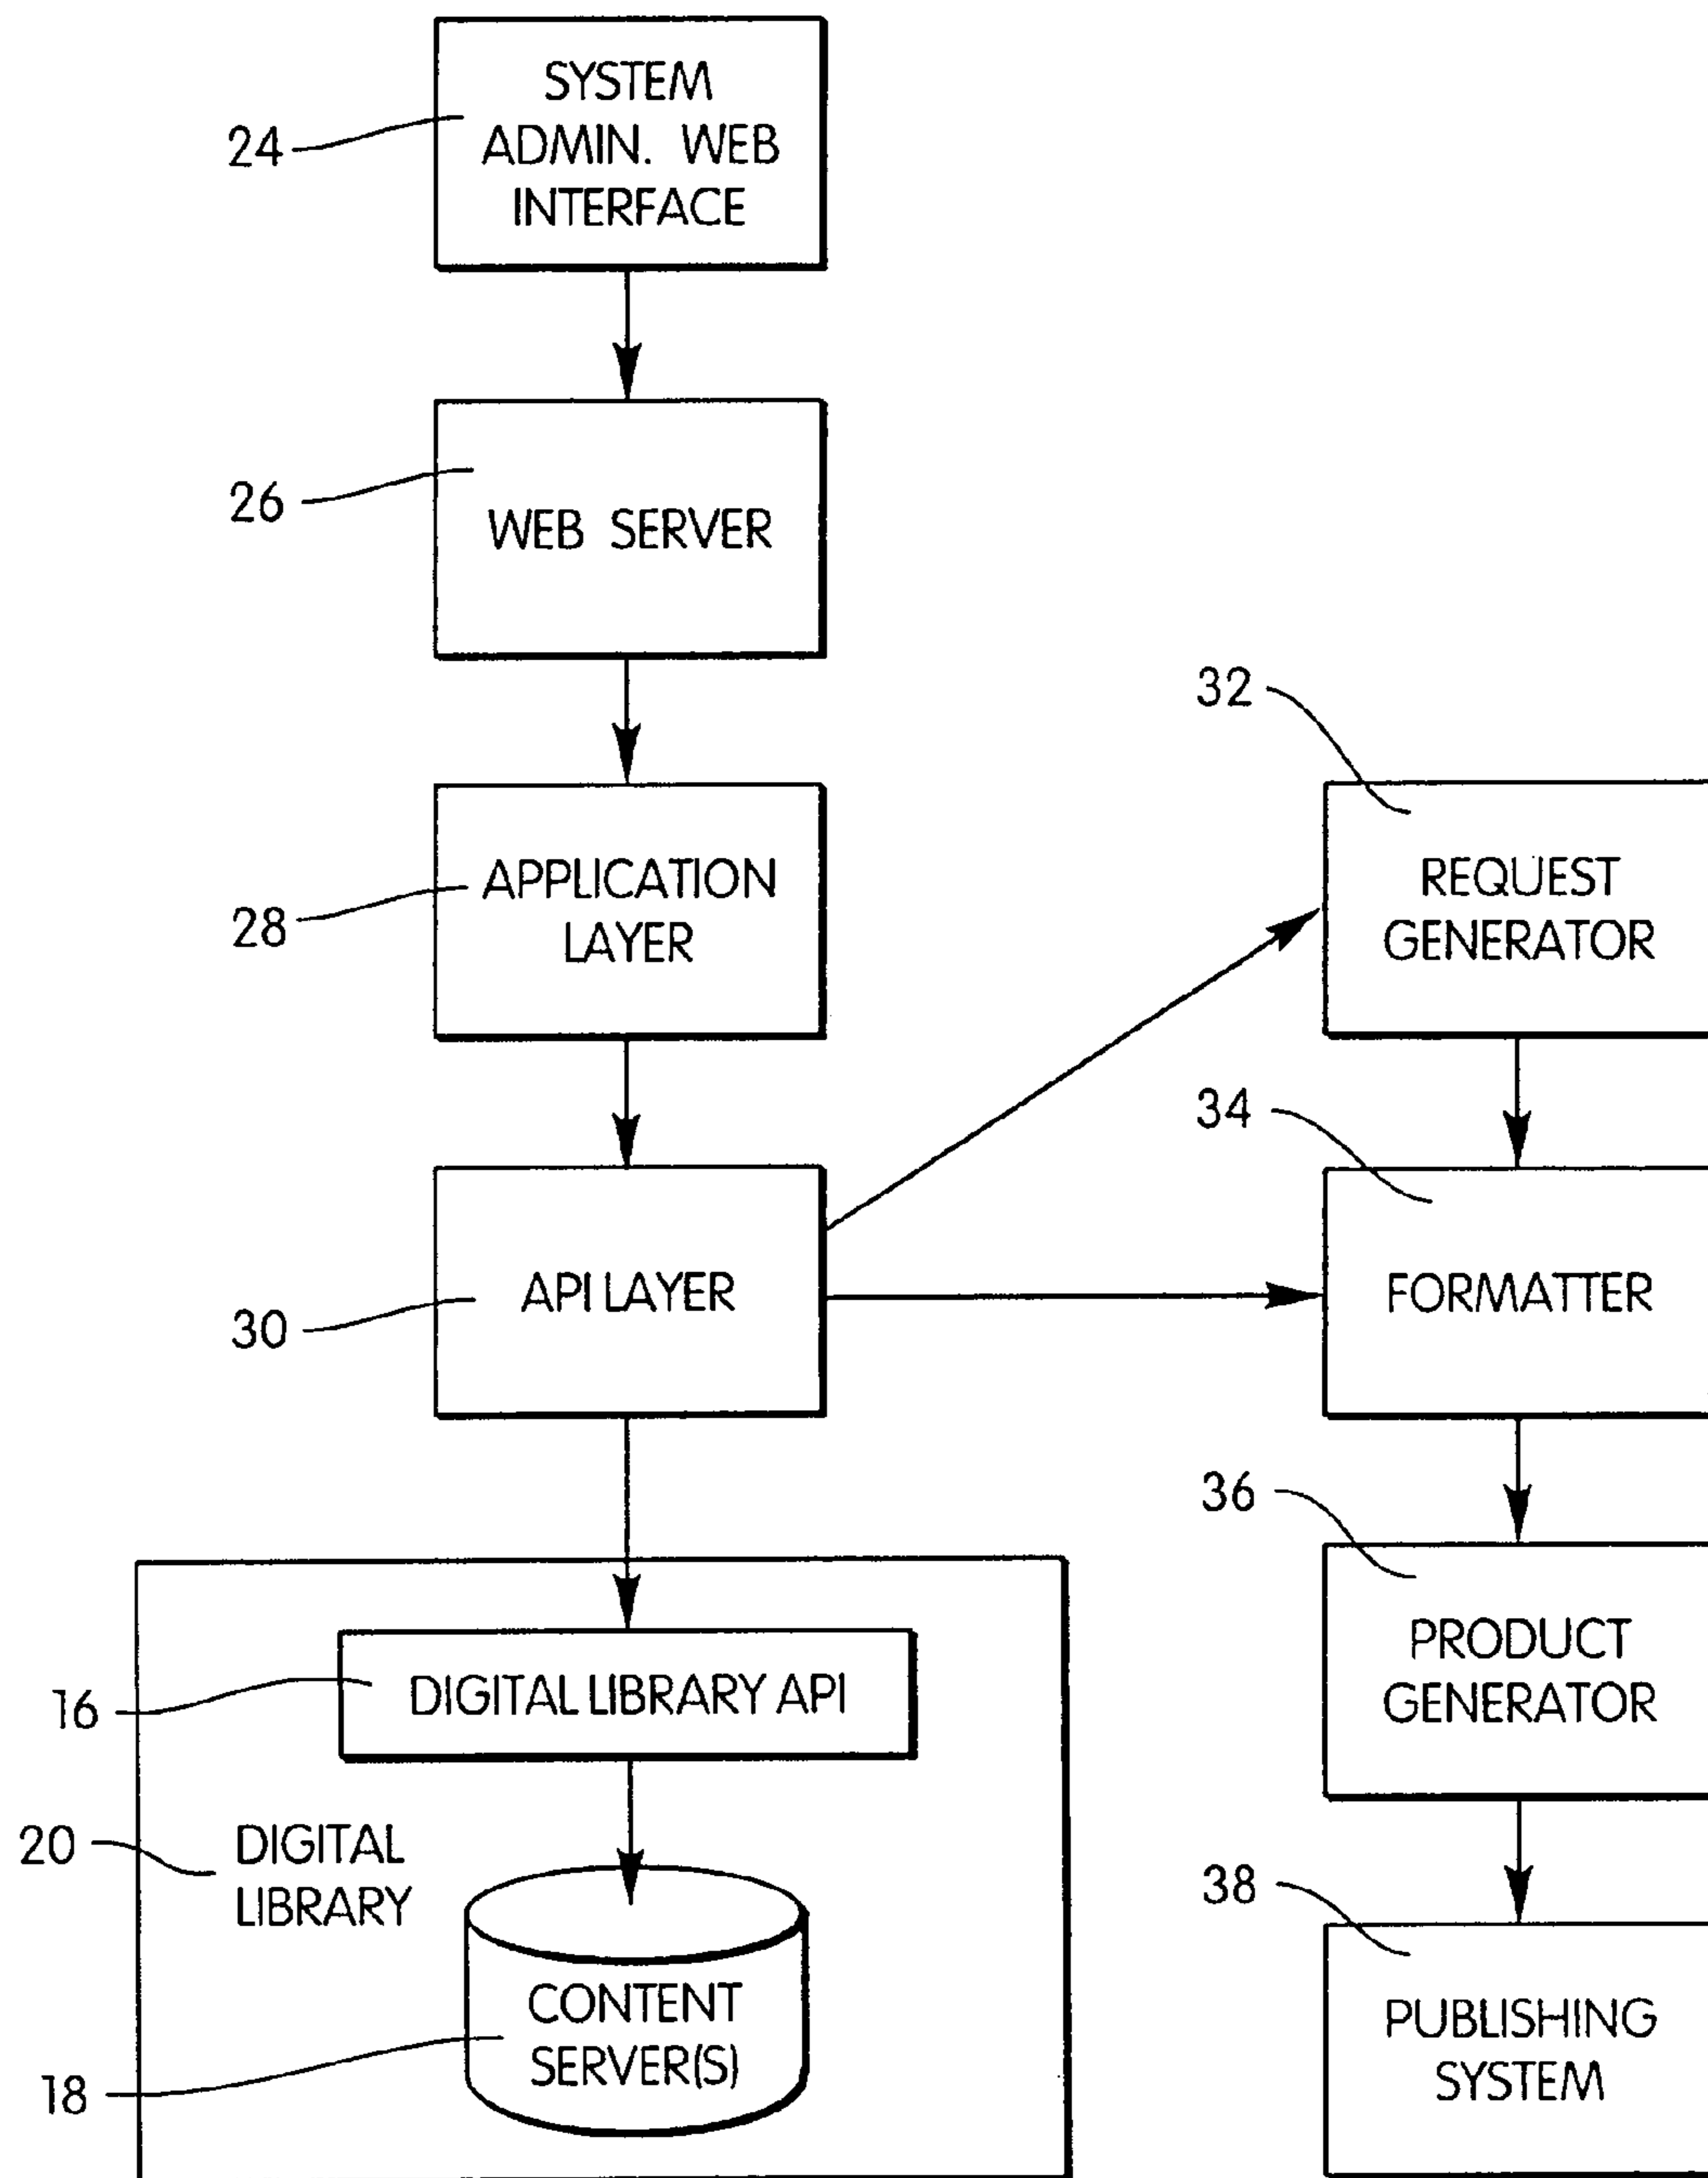 24
SYSTEM
ADMIN. WEB
INTERFACE
26
WEB SERVER
28
APPLICATION
LAYER
30
API LAYER
32
REQUEST
GENERATOR
34
FORMATTER
36
PRODUCT
GENERATOR
38
PUBLISHING
SYSTEM
16
DIGITAL LIBRARY API
20
DIGITAL
LIBRARY
18
CONTENT
SERVER(S)